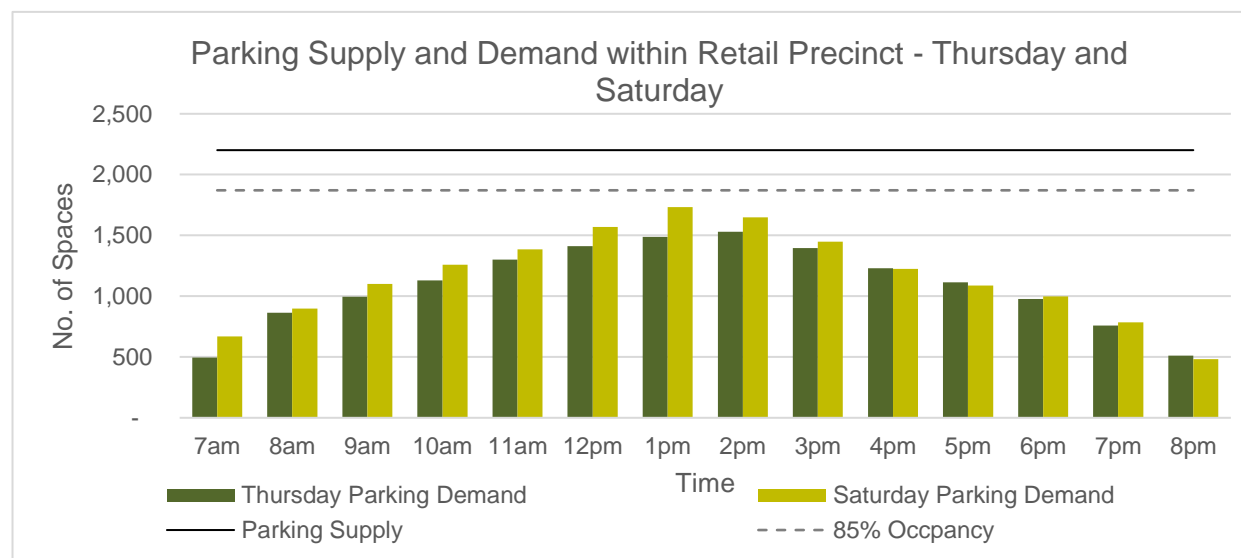 Parking Supply and Demand within Retail Precinct - Thursday and
Saturday
2,500
2,000
1,500
1,000
500
-
No. of Spaces
7am 8am 9am 10am 11am 12pm 1pm 2pm 3pm 4pm 5pm 6pm 7pm 8pm
Time
Thursday Parking Demand
Saturday Parking Demand
Parking Supply
85% Occpancy